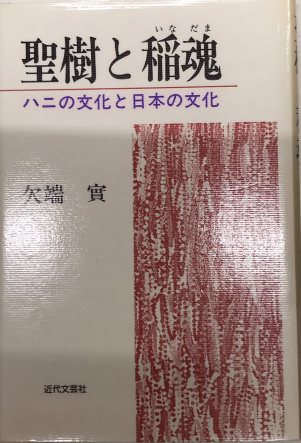 いなだま
聖樹と稲魂
ハニの文化と日本の文化
欠端 實
近代文芸社